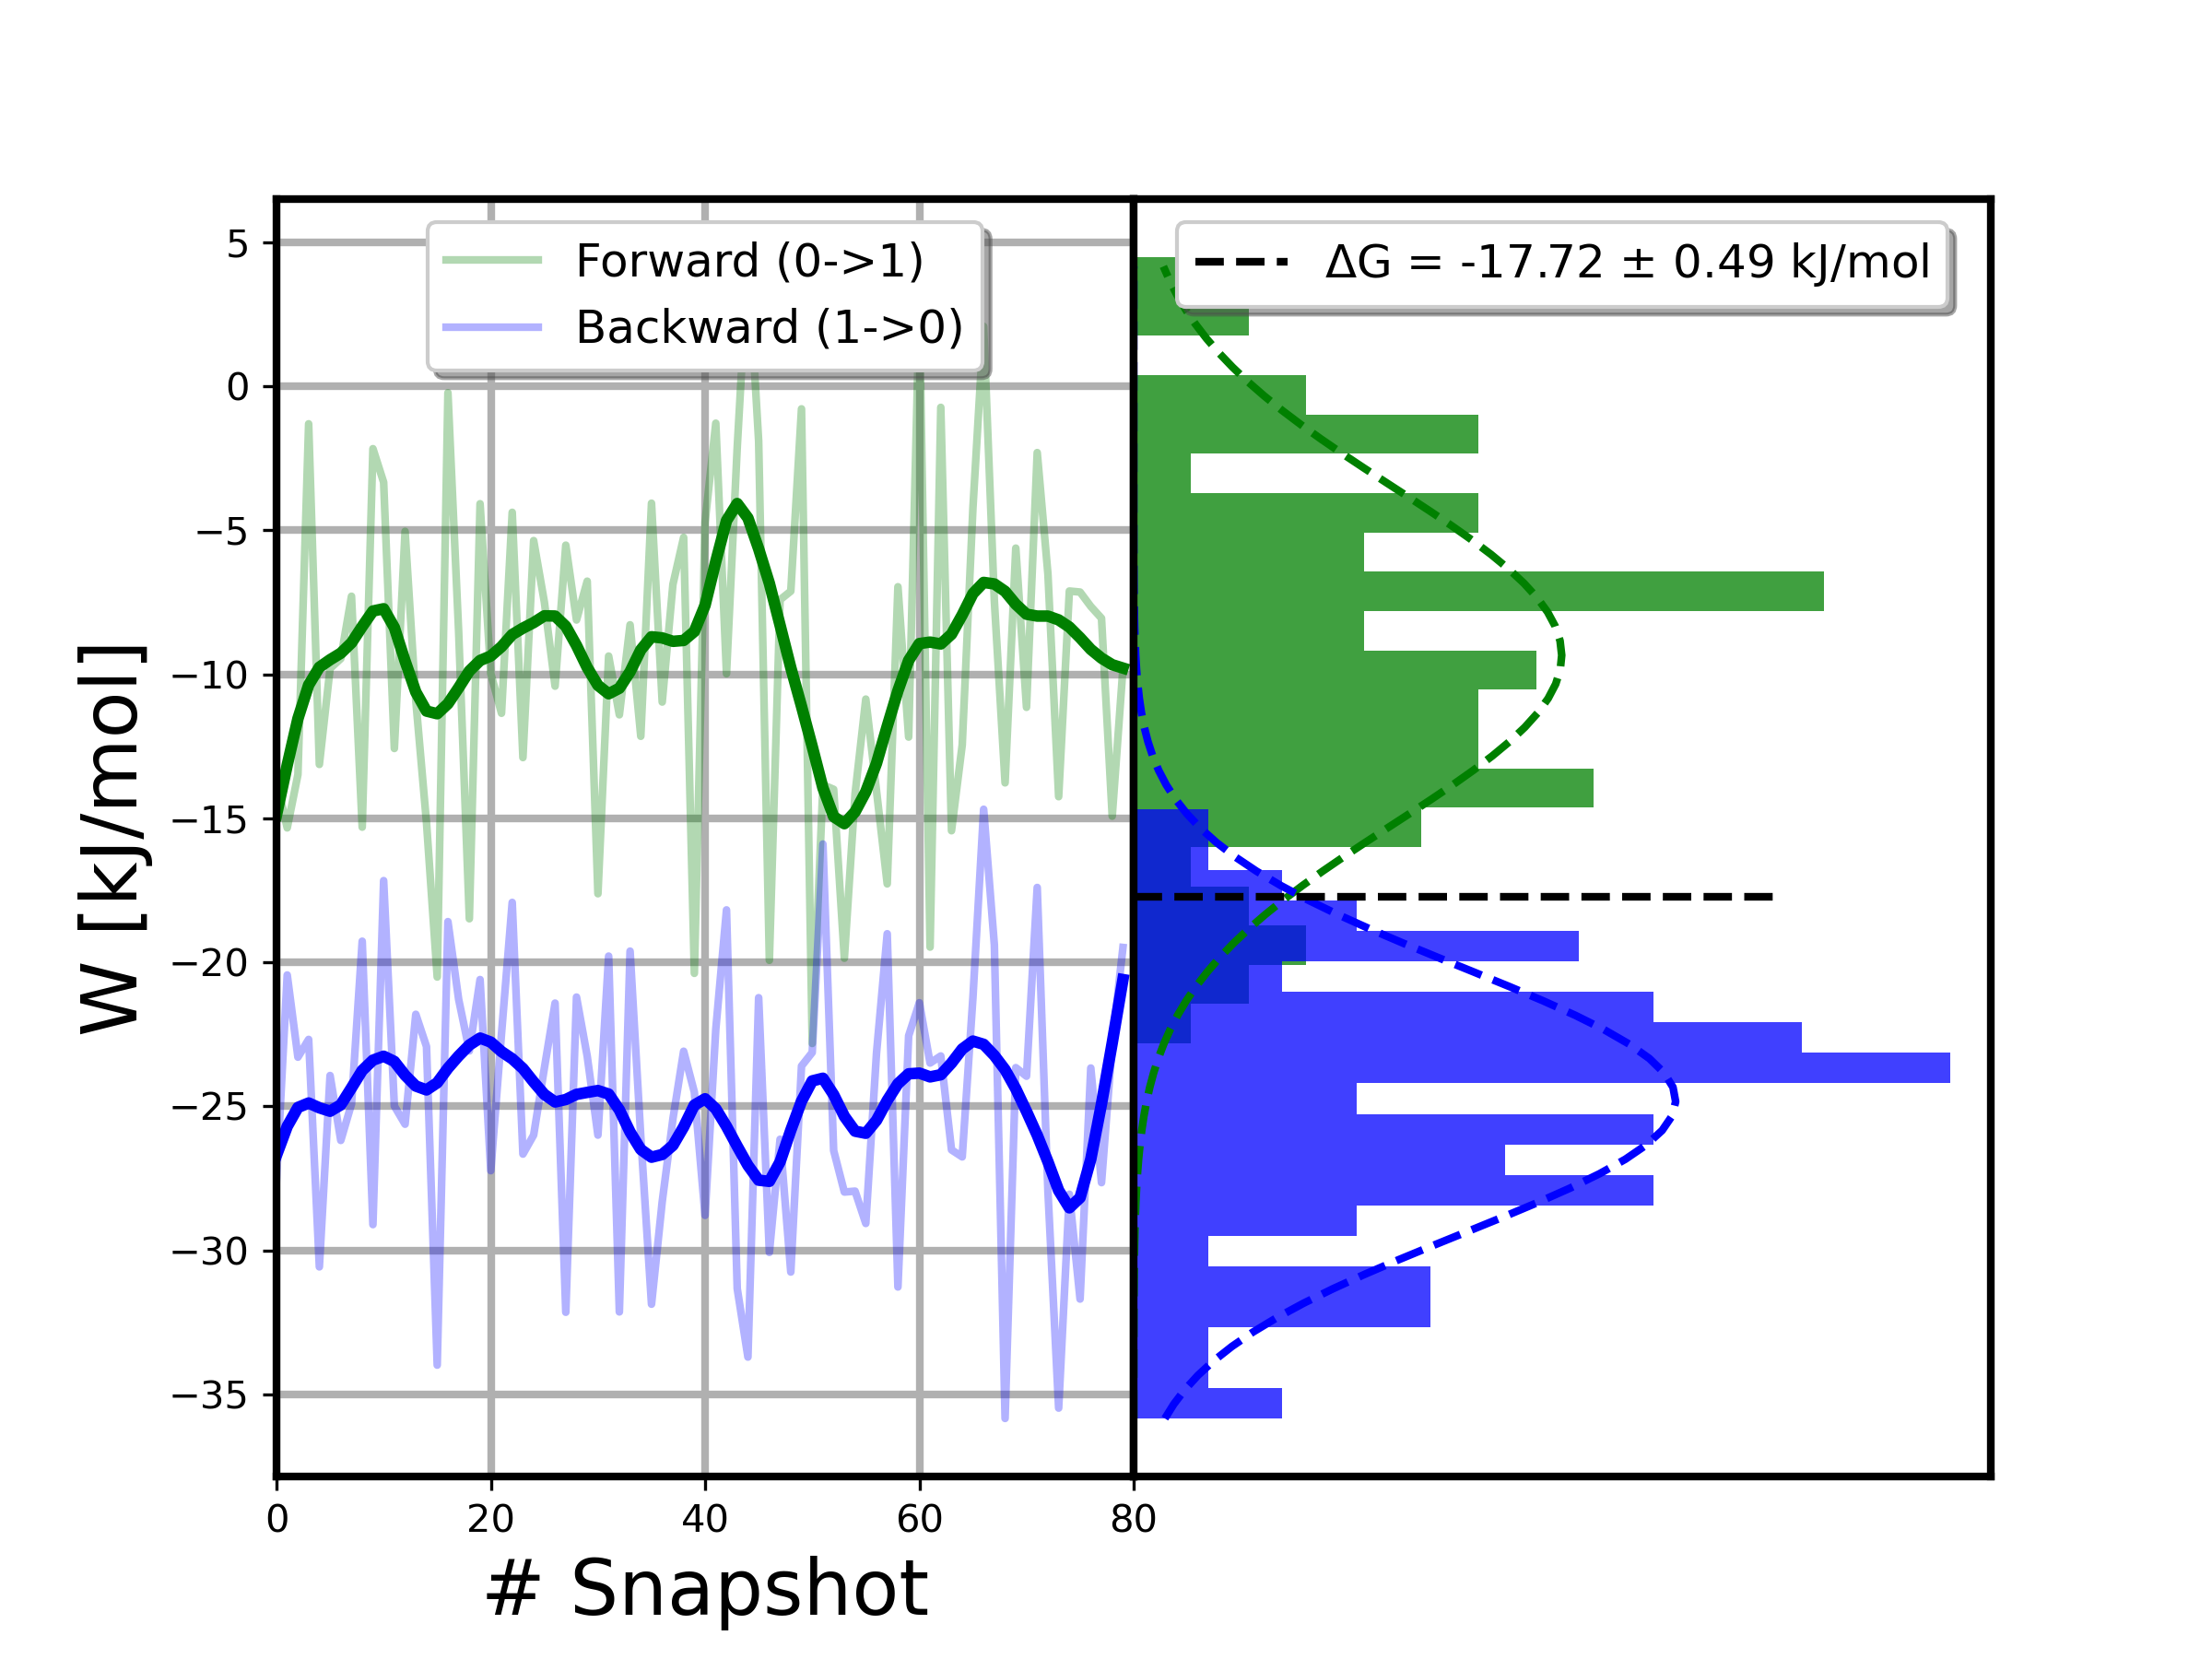 Forward (0->1)
Backward (1->0)
ΔG = -17.72 ± 0.49 kJ/mol
W [kJ/mol]
5
0
−5
−10
−15
−20
−25
−30
−35
0 20 40 60 80
# Snapshot